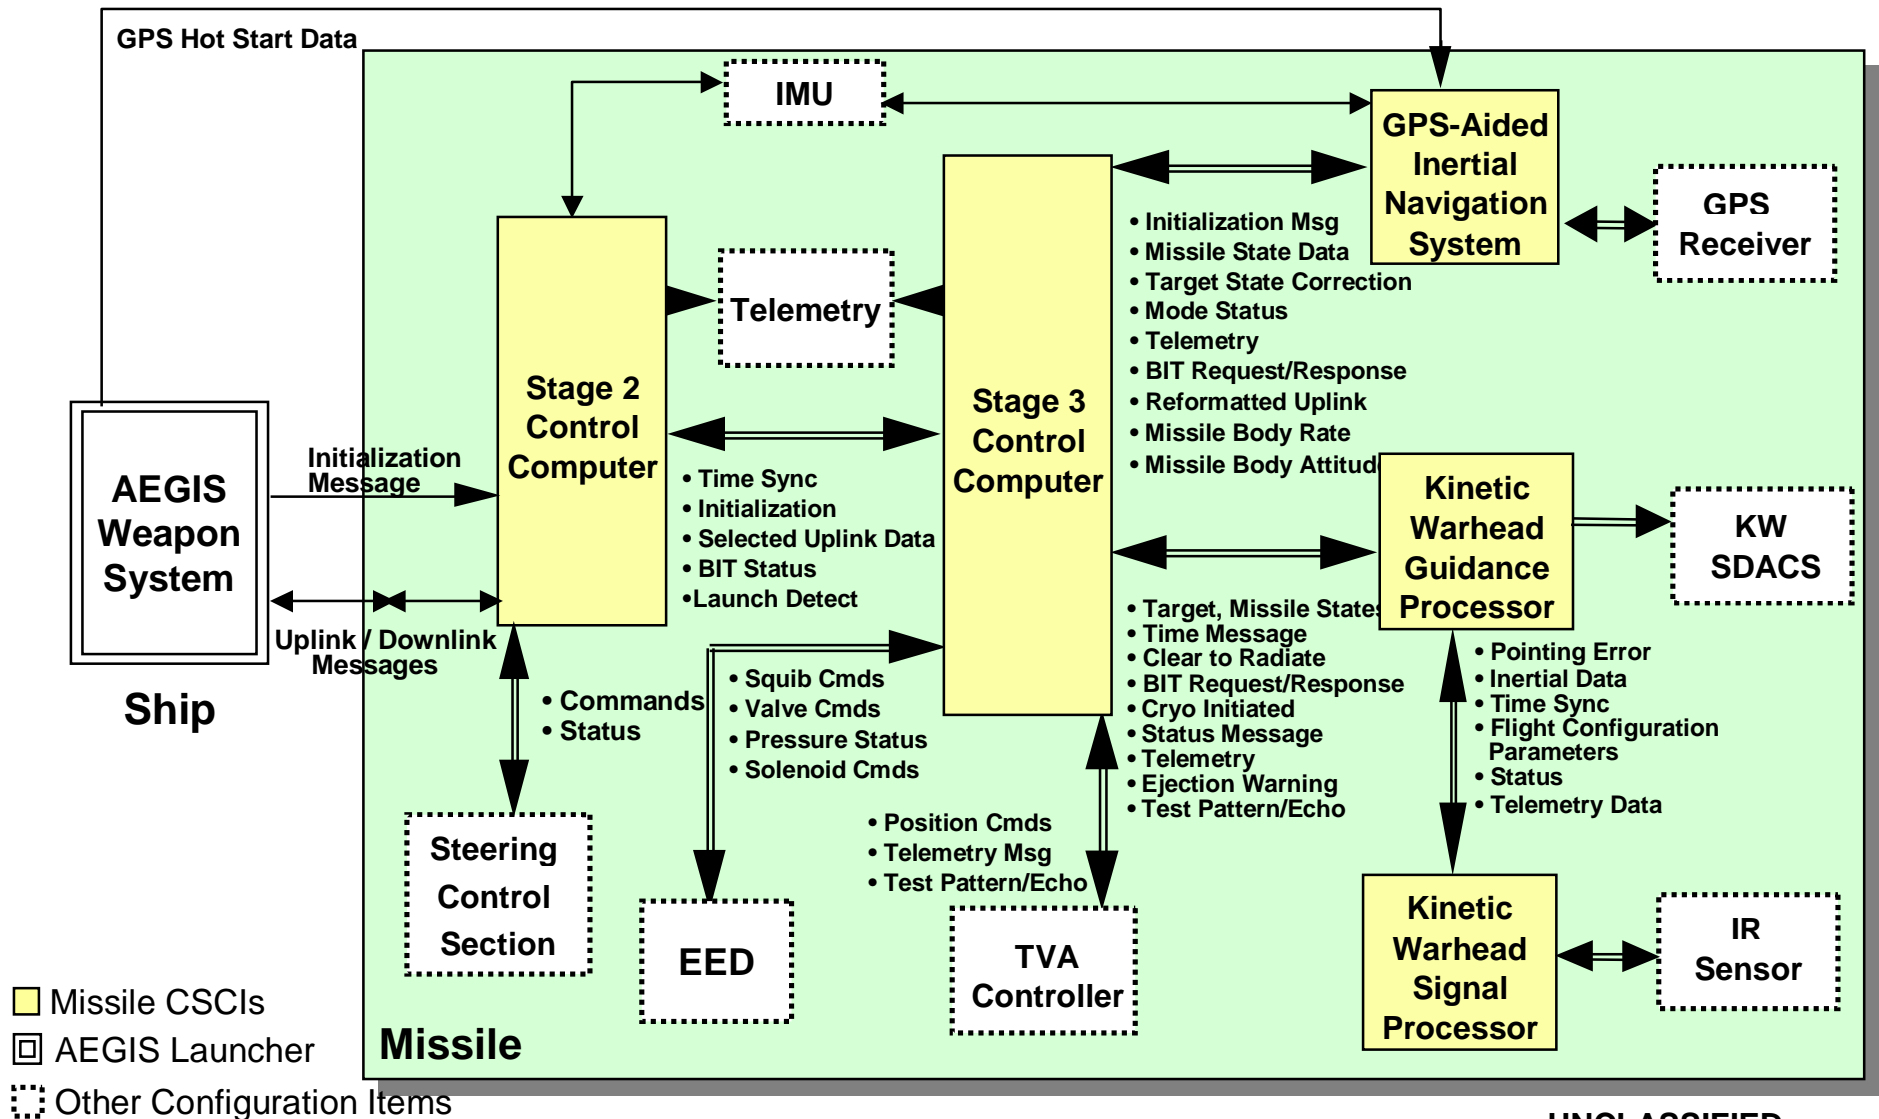 GPS Hot Start Data
IMU
GPS-Aided
Inertial
Navigation
System
GPS
Receiver
• Initialization Msg
• Missile State Data
• Target State Correction
• Mode Status
• Telemetry
• BIT Request/Response
• Reformatted Uplink
• Missile Body Rate
• Missile Body Attitude
Telemetry
Stage 2
Control
Computer
Stage 3
Control
Computer
AEGIS
Weapon
System
Ship
Initialization
Message
Uplink / Downlink
Messages
• Time Sync
• Initialization
• Selected Uplink Data
• BIT Status
•Launch Detect
Kinetic
Warhead
Guidance
Processor
KW
SDACS
• Target, Missile States
• Time Message
• Clear to Radiate
• BIT Request/Response
• Cryo Initiated
• Status Message
• Telemetry
• Ejection Warning
• Test Pattern/Echo
• Pointing Error
• Inertial Data
• Time Sync
• Flight Configuration
Parameters
• Status
• Telemetry Data
• Commands
• Status
• Squib Cmds
• Valve Cmds
• Pressure Status
• Solenoid Cmds
• Position Cmds
• Telemetry Msg
• Test Pattern/Echo
Steering
Control
Section
EED
TVA
Controller
Kinetic
Warhead
Signal
Processor
IR
Sensor
Missile
Missile CSCIs
AEGIS Launcher
Other Configuration Items
UNCLASSIFIED